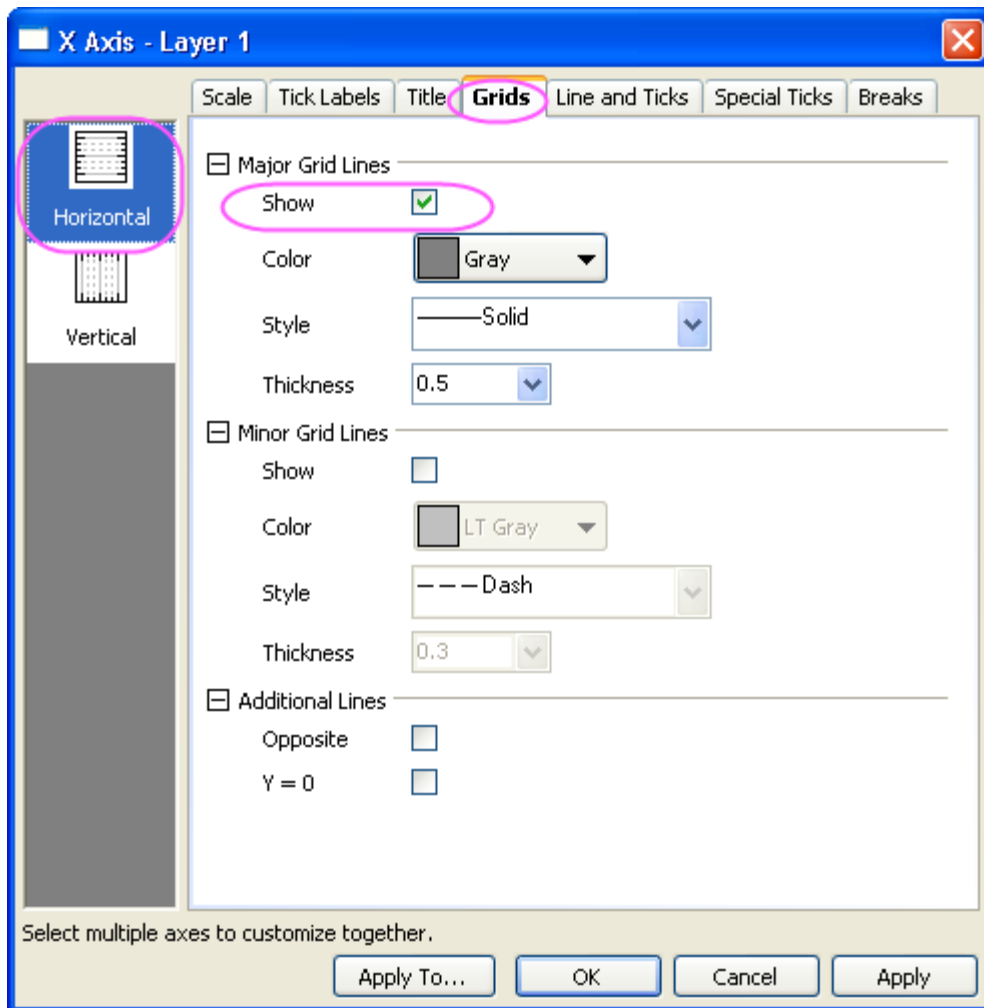 X Axis - Layer 1
Scale Tick Labels Title Grids Line and Ticks Special Ticks Breaks
Horizontal
Vertical
Major Grid Lines
Show
Color Gray
Style Solid
Thickness 0.5
Minor Grid Lines
Show
Color LT Gray
Style Dash
Thickness 0.3
Additional Lines
Opposite
Y = 0
Select multiple axes to customize together.
Apply To... OK Cancel Apply